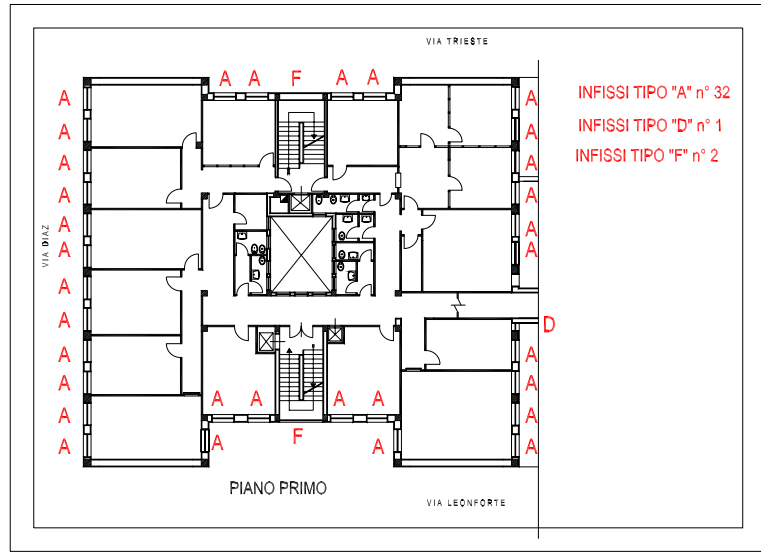 VIA TRIESTE
A A F A A
A A
INFISSI TIPO "A" n° 32
A A
INFISSI TIPO "D" n° 1
A A
INFISSI TIPO "F" n° 2
A A
A A
VIA DIAZ
A A
A
A
D
A A
A A
A A A A
A A
F
A A A A
PIANO PRIMO
VIA LEONFORTE